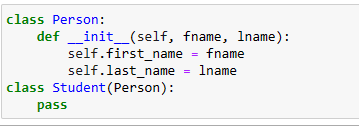 class Person:
    def __init__(self, fname, lname):
        self.first_name = fname
        self.last_name = lname
class Student(Person):
    pass